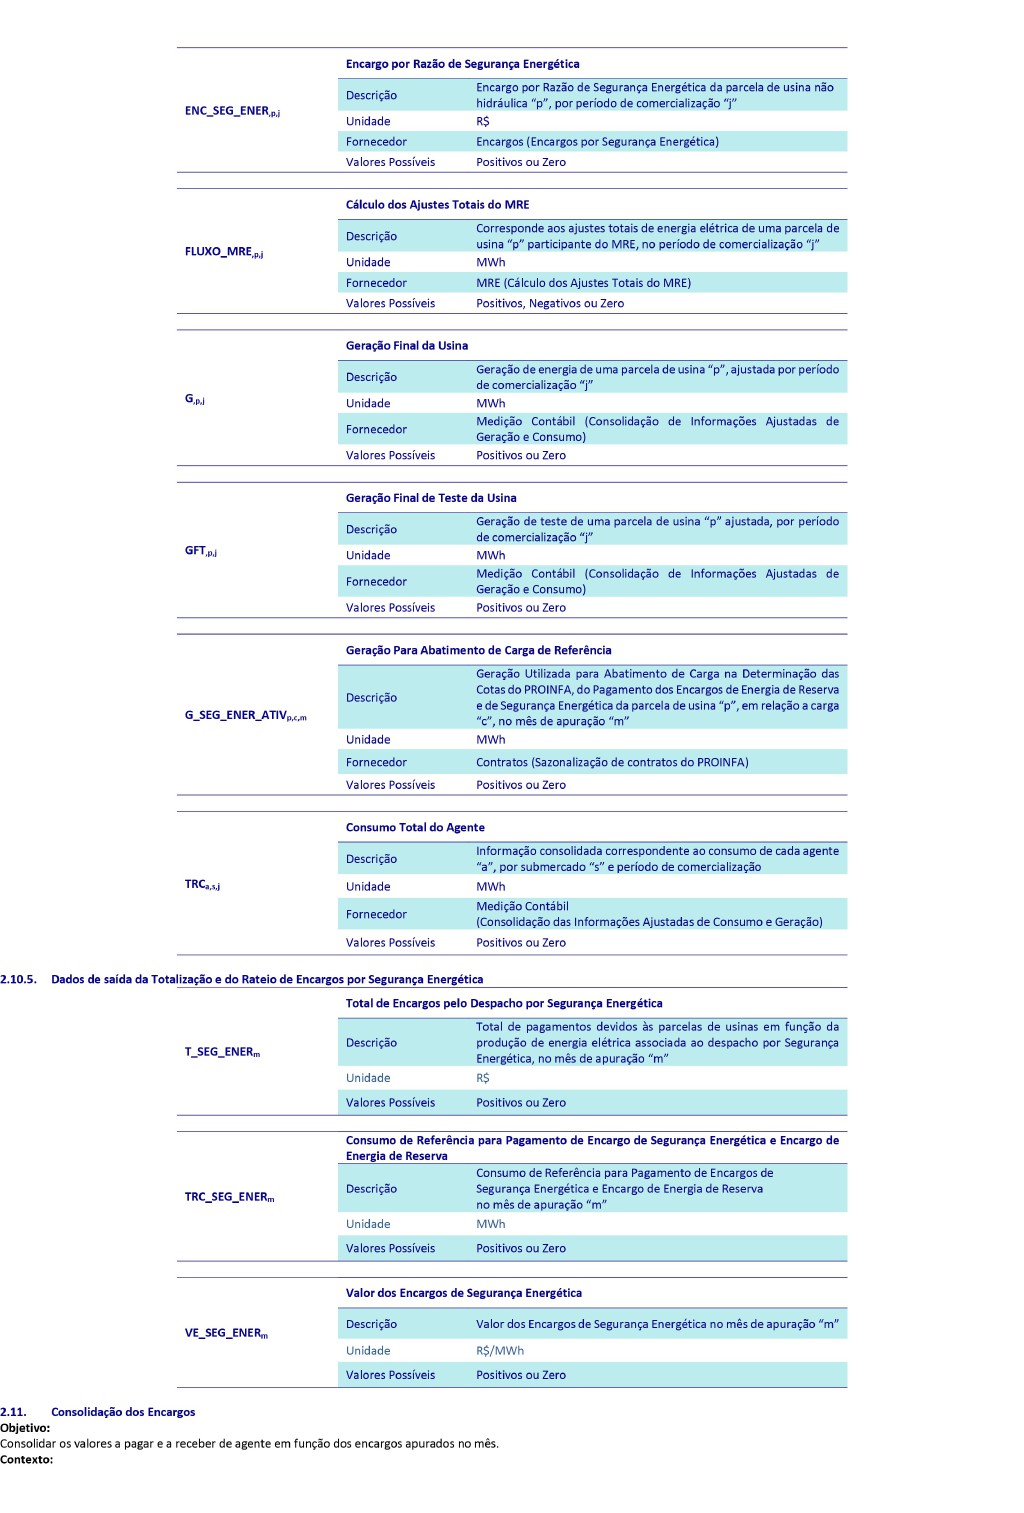 Encargo por Razão de Segurança Energética
ENC_SEG_ENER,p,j
Descrição
Encargo por Razão de Segurança Energética da parcela de usina não
hidráulica “p”, por período de comercialização “j”
Unidade
R$
Fornecedor
Encargos (Encargos por Segurança Energética)
Valores Possíveis
Positivos ou Zero
Cálculo dos Ajustes Totais do MRE
FLUXO_MRE,p,j
Descrição
Corresponde aos ajustes totais de energia elétrica de uma parcela de
usina “p” participante do MRE, no período de comercialização “j”
Unidade
MWh
Fornecedor
MRE (Cálculo dos Ajustes Totais do MRE)
Valores Possíveis
Positivos, Negativos ou Zero
Geração Final da Usina
G,p,j
Descrição
Geração de energia de uma parcela de usina “p”, ajustada por período
de comercialização “j”
Unidade
MWh
Fornecedor
Medição Contábil (Consolidação de Informações Ajustadas de
Geração e Consumo)
Valores Possíveis
Positivos ou Zero
Geração Final de Teste da Usina
GFT,p,j
Descrição
Geração de teste de uma parcela de usina “p” ajustada, por período
de comercialização “j”
Unidade
MWh
Fornecedor
Medição Contábil (Consolidação de Informações Ajustadas de
Geração e Consumo)
Valores Possíveis
Positivos ou Zero
Geração Para Abatimento de Carga de Referência
G_SEG_ENER_ATIVp,c,m
Descrição
Geração Utilizada para Abatimento de Carga na Determinação das
Cotas do PROINFA, do Pagamento dos Encargos de Energia de Reserva
e de Segurança Energética da parcela de usina “p”, em relação a carga
“c”, no mês de apuração “m”
Unidade
MWh
Fornecedor
Contratos (Sazonalização de contratos do PROINFA)
Valores Possíveis
Positivos ou Zero
Consumo Total do Agente
TRCa,s,j
Descrição
Informação consolidada correspondente ao consumo de cada agente
“a”, por submercado “s” e período de comercialização
Unidade
MWh
Fornecedor
Medição Contábil
(Consolidação das Informações Ajustadas de Consumo e Geração)
Valores Possíveis
Positivos ou Zero
2.10.5. Dados de saída da Totalização e do Rateio de Encargos por Segurança Energética
Total de Encargos pelo Despacho por Segurança Energética
T_SEG_ENERm
Descrição
Total de pagamentos devidos às parcelas de usinas em função da
produção de energia elétrica associada ao despacho por Segurança
Energética, no mês de apuração “m”
Unidade
R$
Valores Possíveis
Positivos ou Zero
Consumo de Referência para Pagamento de Encargo de Segurança Energética e Encargo de
Energia de Reserva
TRC_SEG_ENERm
Descrição
Consumo de Referência para Pagamento de Encargos de
Segurança Energética e Encargo de Energia de Reserva
no mês de apuração “m”
Unidade
MWh
Valores Possíveis
Positivos ou Zero
Valor dos Encargos de Segurança Energética
VE_SEG_ENERm
Descrição
Valor dos Encargos de Segurança Energética no mês de apuração “m”
Unidade
R$/MWh
Valores Possíveis
Positivos ou Zero
2.11. Consolidação dos Encargos
Objetivo:
Consolidar os valores a pagar e a receber de agente em função dos encargos apurados no mês.
Contexto: